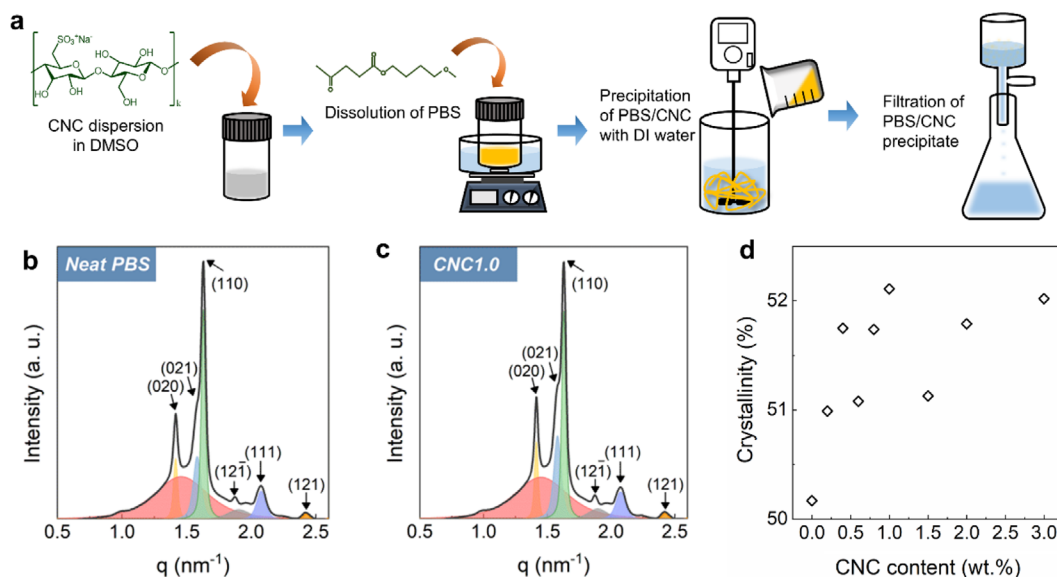 a
SO₃⁻⁺Na⁻
OH
OH
HO
O
O
HO
OH
OH
k
CNC dispersion
in DMSO
Dissolution of PBS
Precipitation
of PBS/CNC
with DI water
Filtration of
PBS/CNC
precipitate
b
Neat PBS
(110)
(021)
(020)
(111)
(121̄)
(121)
Intensity (a. u.)
0.5 1.0 1.5 2.0 2.5
q (nm⁻¹)
c
CNC1.0
(110)
(021)
(020)
(111)
(121̄)
(121)
Intensity (a. u.)
0.5 1.0 1.5 2.0 2.5
q (nm⁻¹)
d
52
51
50
Crystallinity (%)
0.0 0.5 1.0 1.5 2.0 2.5 3.0
CNC content (wt.%)